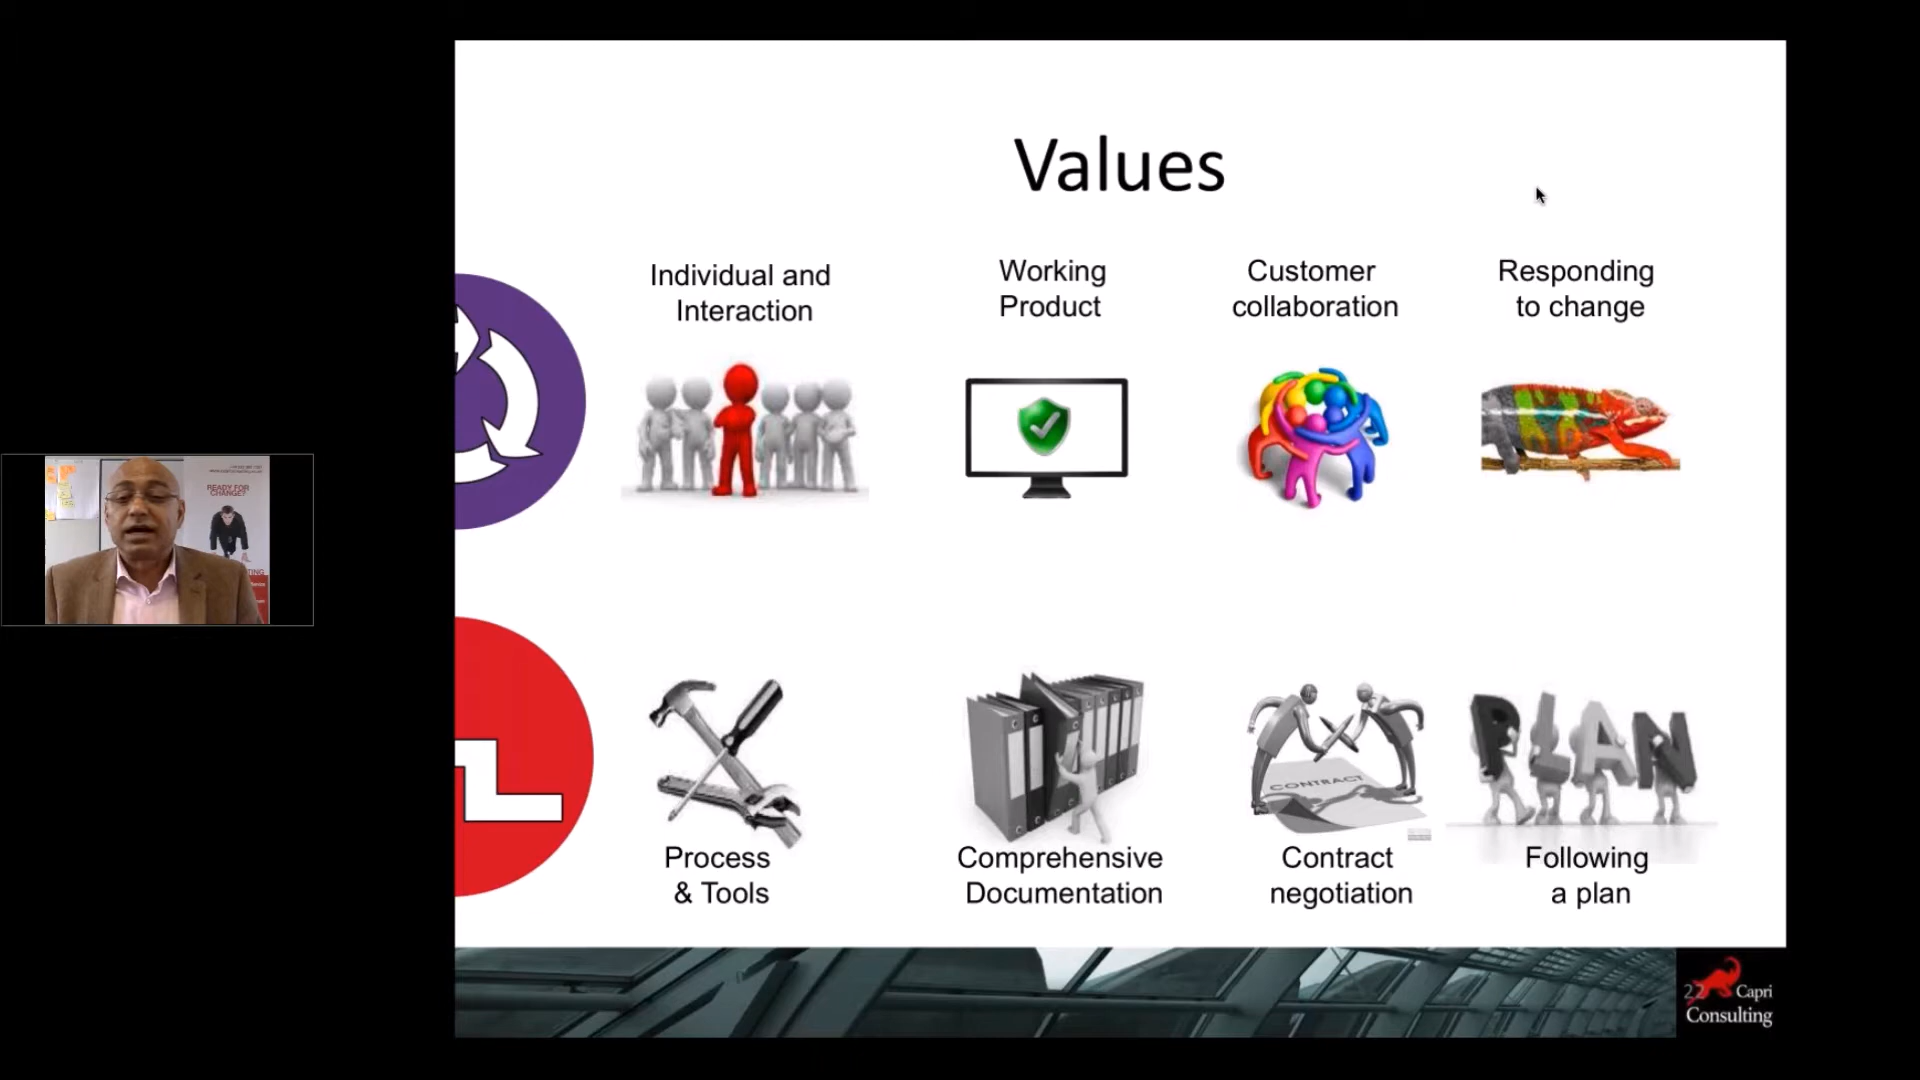 Values
Individual and
Interaction
Working
Product
Customer
collaboration
Responding
to change
READY FOR
CHANGE?
CONTRACT
PLAN
Process
& Tools
Comprehensive
Documentation
Contract
negotiation
Following
a plan
22
Capri
Consulting